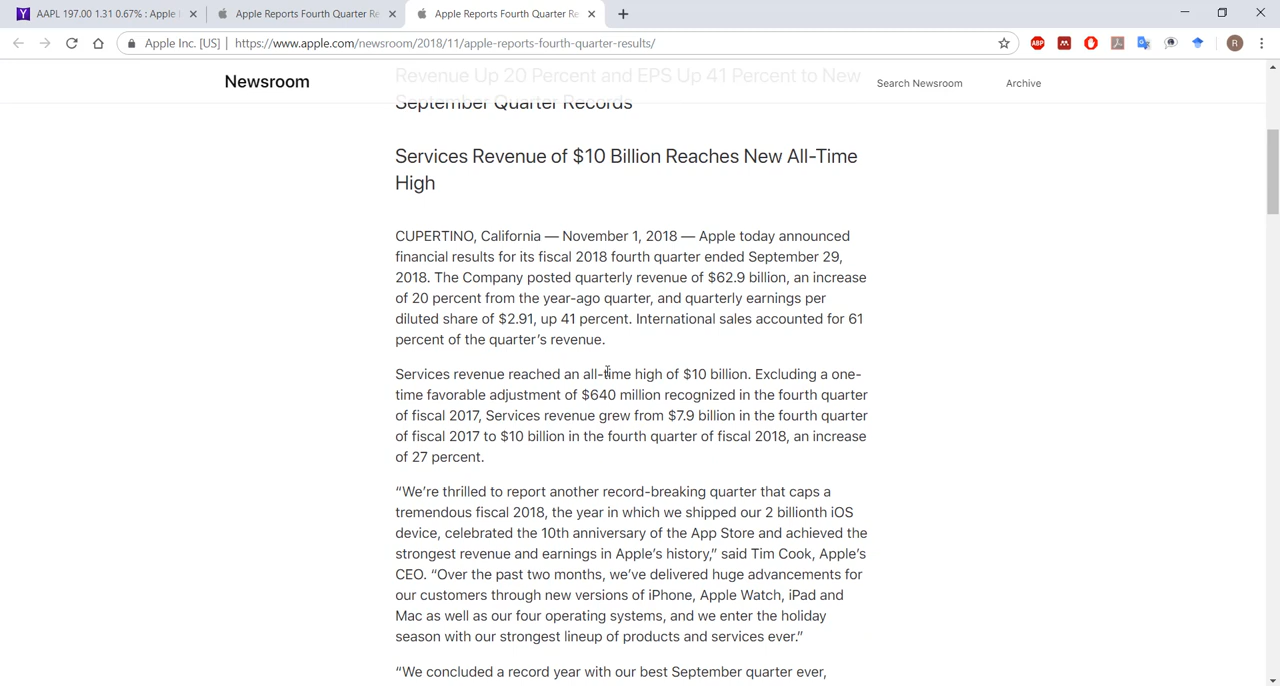 AAPL 197.00 1.31 0.67% : Apple
Apple Reports Fourth Quarter Re
Apple Reports Fourth Quarter Re
Apple Inc. [US]
https://www.apple.com/newsroom/2018/11/apple-reports-fourth-quarter-results/
ABP
R
Newsroom
Search Newsroom
Archive
Revenue Up 20 Percent and EPS Up 41 Percent to New
September Quarter Records
Services Revenue of $10 Billion Reaches New All-Time
High
CUPERTINO, California — November 1, 2018 — Apple today announced
financial results for its fiscal 2018 fourth quarter ended September 29,
2018. The Company posted quarterly revenue of $62.9 billion, an increase
of 20 percent from the year-ago quarter, and quarterly earnings per
diluted share of $2.91, up 41 percent. International sales accounted for 61
percent of the quarter’s revenue.
Services revenue reached an all-time high of $10 billion. Excluding a one-
time favorable adjustment of $640 million recognized in the fourth quarter
of fiscal 2017, Services revenue grew from $7.9 billion in the fourth quarter
of fiscal 2017 to $10 billion in the fourth quarter of fiscal 2018, an increase
of 27 percent.
“We’re thrilled to report another record-breaking quarter that caps a
tremendous fiscal 2018, the year in which we shipped our 2 billionth iOS
device, celebrated the 10th anniversary of the App Store and achieved the
strongest revenue and earnings in Apple’s history,” said Tim Cook, Apple’s
CEO. “Over the past two months, we’ve delivered huge advancements for
our customers through new versions of iPhone, Apple Watch, iPad and
Mac as well as our four operating systems, and we enter the holiday
season with our strongest lineup of products and services ever.”
“We concluded a record year with our best September quarter ever,